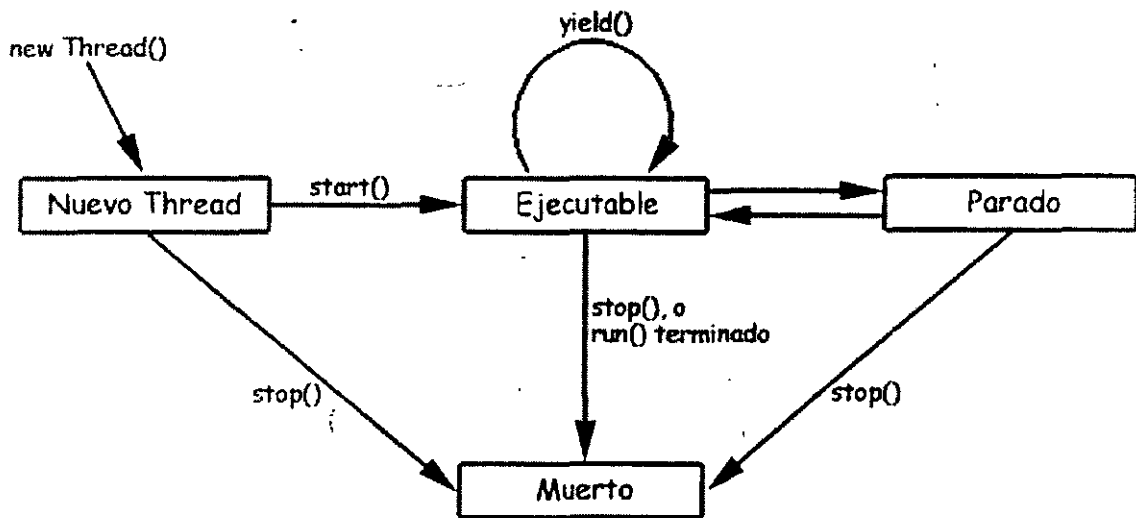 yield()
new Thread()
Nuevo Thread
start()
Ejecutable
Parado
stop(), o
run() terminado
stop()
stop()
Muerto